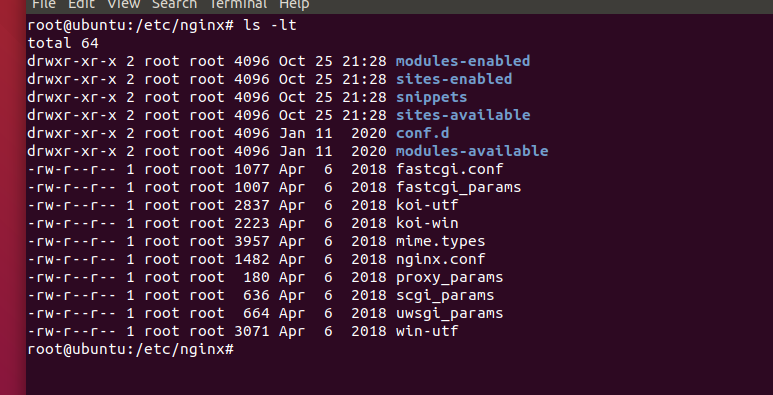 File Edit View Search Terminal Help
root@ubuntu:/etc/nginx# ls -lt
total 64
drwxr-xr-x 2 root root 4096 Oct 25 21:28 modules-enabled
drwxr-xr-x 2 root root 4096 Oct 25 21:28 sites-enabled
drwxr-xr-x 2 root root 4096 Oct 25 21:28 snippets
drwxr-xr-x 2 root root 4096 Oct 25 21:28 sites-available
drwxr-xr-x 2 root root 4096 Jan 11  2020 conf.d
drwxr-xr-x 2 root root 4096 Jan 11  2020 modules-available
-rw-r--r-- 1 root root 1077 Apr  6  2018 fastcgi.conf
-rw-r--r-- 1 root root 1007 Apr  6  2018 fastcgi_params
-rw-r--r-- 1 root root 2837 Apr  6  2018 koi-utf
-rw-r--r-- 1 root root 2223 Apr  6  2018 koi-win
-rw-r--r-- 1 root root 3957 Apr  6  2018 mime.types
-rw-r--r-- 1 root root 1482 Apr  6  2018 nginx.conf
-rw-r--r-- 1 root root  180 Apr  6  2018 proxy_params
-rw-r--r-- 1 root root  636 Apr  6  2018 scgi_params
-rw-r--r-- 1 root root  664 Apr  6  2018 uwsgi_params
-rw-r--r-- 1 root root 3071 Apr  6  2018 win-utf
root@ubuntu:/etc/nginx#